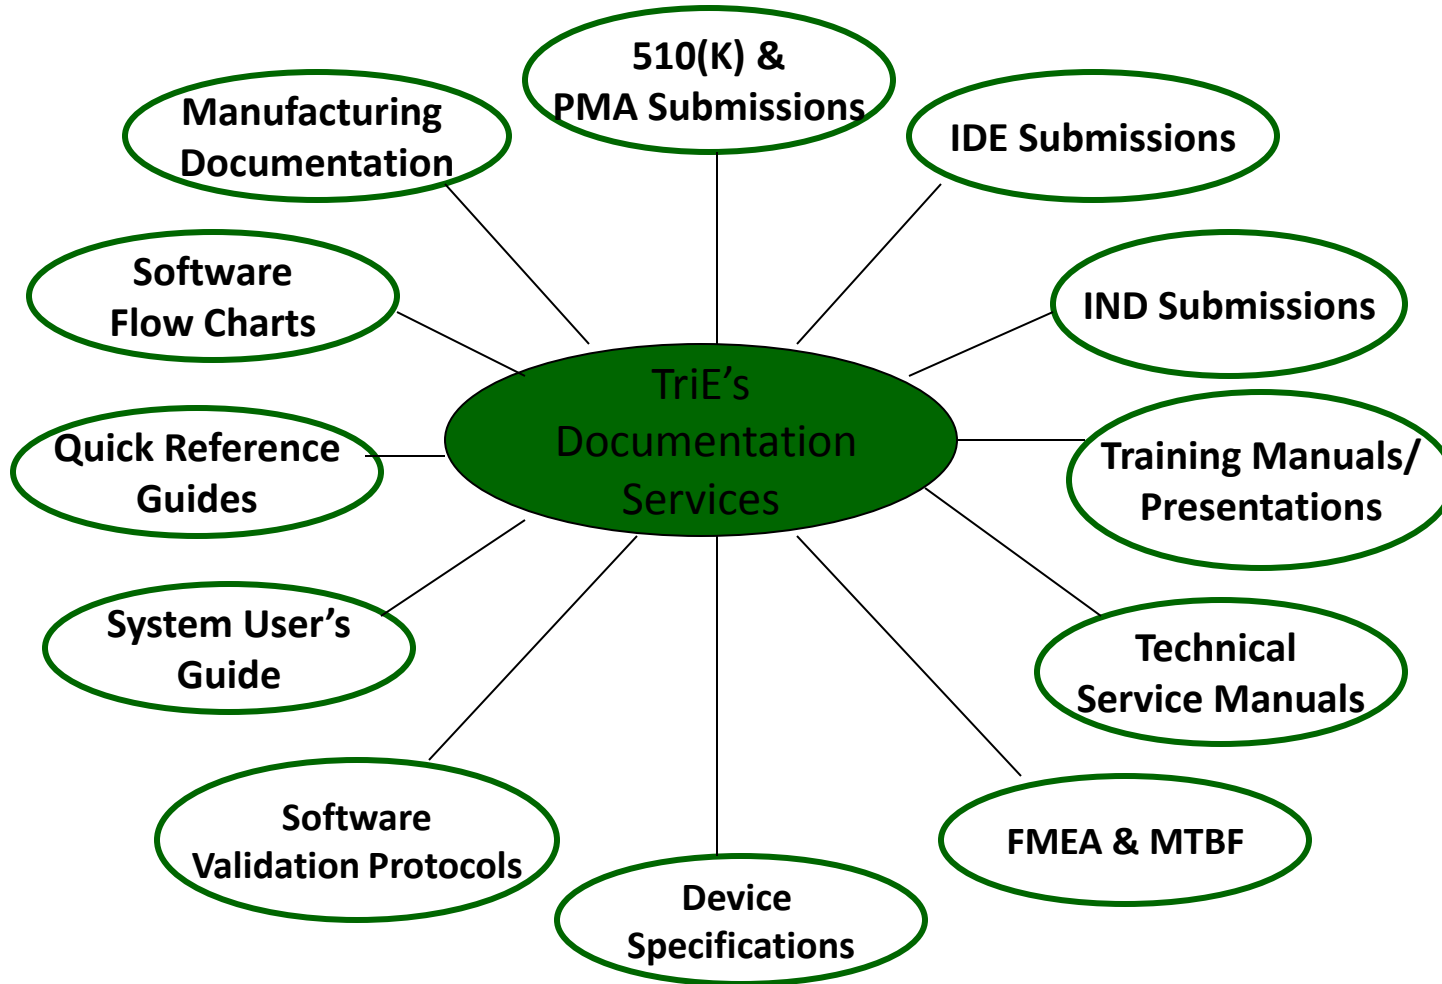 510(K) &
PMA Submissions
Manufacturing
Documentation
IDE Submissions
Software
Flow Charts
IND Submissions
TriE’s
Documentation
Services
Quick Reference
Guides
Training Manuals/
Presentations
System User’s
Guide
Technical
Service Manuals
Software
Validation Protocols
FMEA & MTBF
Device
Specifications